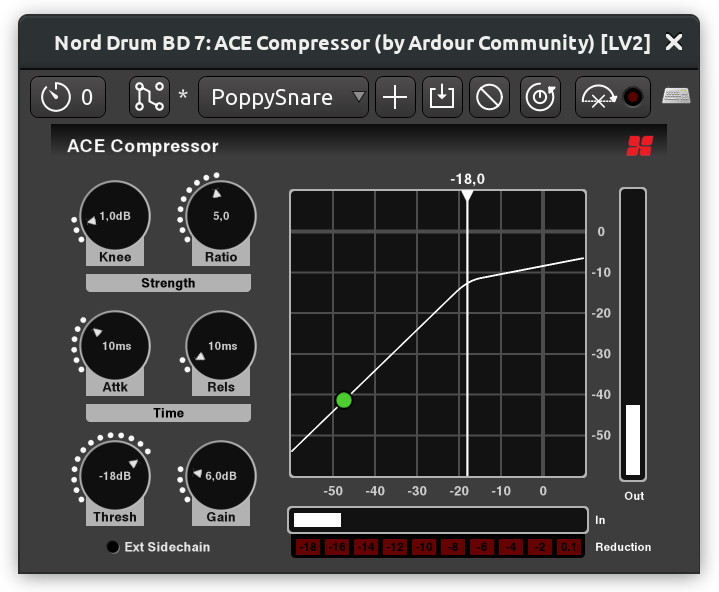 Nord Drum BD 7: ACE Compressor (by Ardour Community) [LV2]
0 * PoppySnare
ACE Compressor
-18,0
1,0dB 5,0
Knee Ratio
Strength
10ms 10ms
Attk Rels
Time
-18dB 6,0dB
Thresh Gain
Ext Sidechain
0
-10
-20
-30
-40
-50
-50 -40 -30 -20 -10 0
Out
In
-18 -16 -14 -12 -10 -8 -6 -4 -2 0.1
Reduction